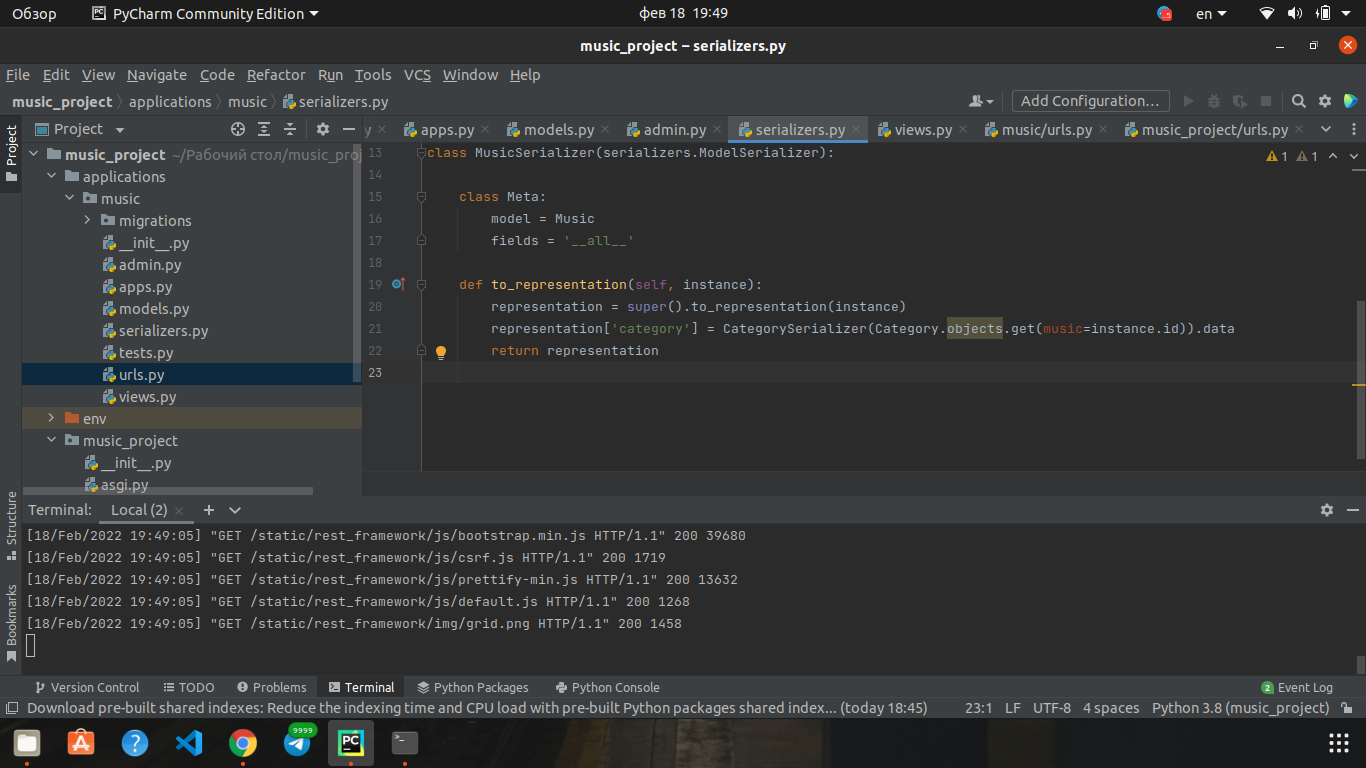 Обзор PyCharm Community Edition фев 18 19:49 en
music_project – serializers.py
File Edit View Navigate Code Refactor Run Tools VCS Window Help
music_project applications music serializers.py Add Configuration...
Project
Project
y apps.py models.py admin.py serializers.py views.py music/urls.py music_project/urls.py
music_project ~/Рабочий стол/music_proj
applications
music
migrations
__init__.py
admin.py
apps.py
models.py
serializers.py
tests.py
urls.py
views.py
env
music_project
__init__.py
asgi.py
1 1
13 class MusicSerializer(serializers.ModelSerializer):
14
15 class Meta:
16 model = Music
17 fields = '__all__'
18
19 def to_representation(self, instance):
20 representation = super().to_representation(instance)
21 representation['category'] = CategorySerializer(Category.objects.get(music=instance.id)).data
22 return representation
23
Structure
Bookmarks
Terminal: Local (2)
[18/Feb/2022 19:49:05] "GET /static/rest_framework/js/bootstrap.min.js HTTP/1.1" 200 39680
[18/Feb/2022 19:49:05] "GET /static/rest_framework/js/csrf.js HTTP/1.1" 200 1719
[18/Feb/2022 19:49:05] "GET /static/rest_framework/js/prettify-min.js HTTP/1.1" 200 13632
[18/Feb/2022 19:49:05] "GET /static/rest_framework/js/default.js HTTP/1.1" 200 1268
[18/Feb/2022 19:49:05] "GET /static/rest_framework/img/grid.png HTTP/1.1" 200 1458
Version Control TODO Problems Terminal Python Packages Python Console 2 Event Log
Download pre-built shared indexes: Reduce the indexing time and CPU load with pre-built Python packages shared index... (today 18:45) 23:1 LF UTF-8 4 spaces Python 3.8 (music_project)
9999
PC